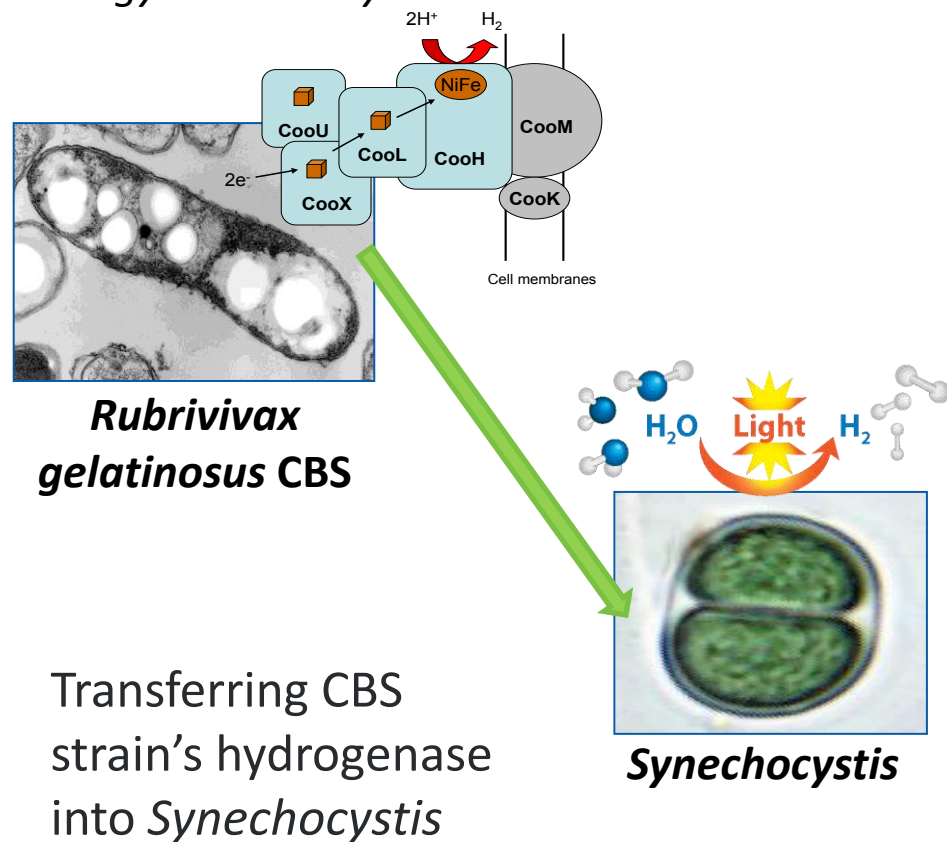 2H⁺ H₂
NiFe
CooU
CooM
CooL
CooH
2e⁻
CooX
CooK
Cell membranes
Rubrivivax
gelatinosus CBS
H₂O Light H₂
Transferring CBS
strain's hydrogenase
into Synechocystis
Synechocystis